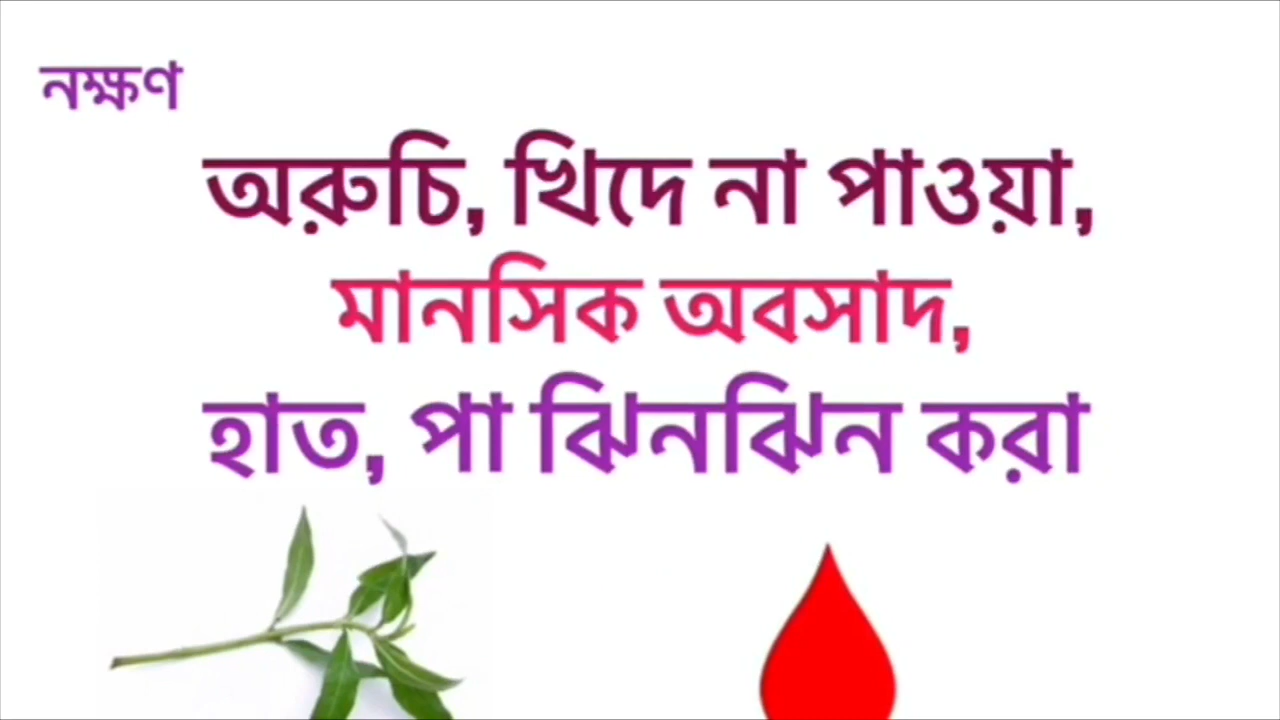 নক্ষণ
অরুচি, খিদে না পাওয়া,
মানসিক অবসাদ,
হাত, পা ঝিনঝিন করা